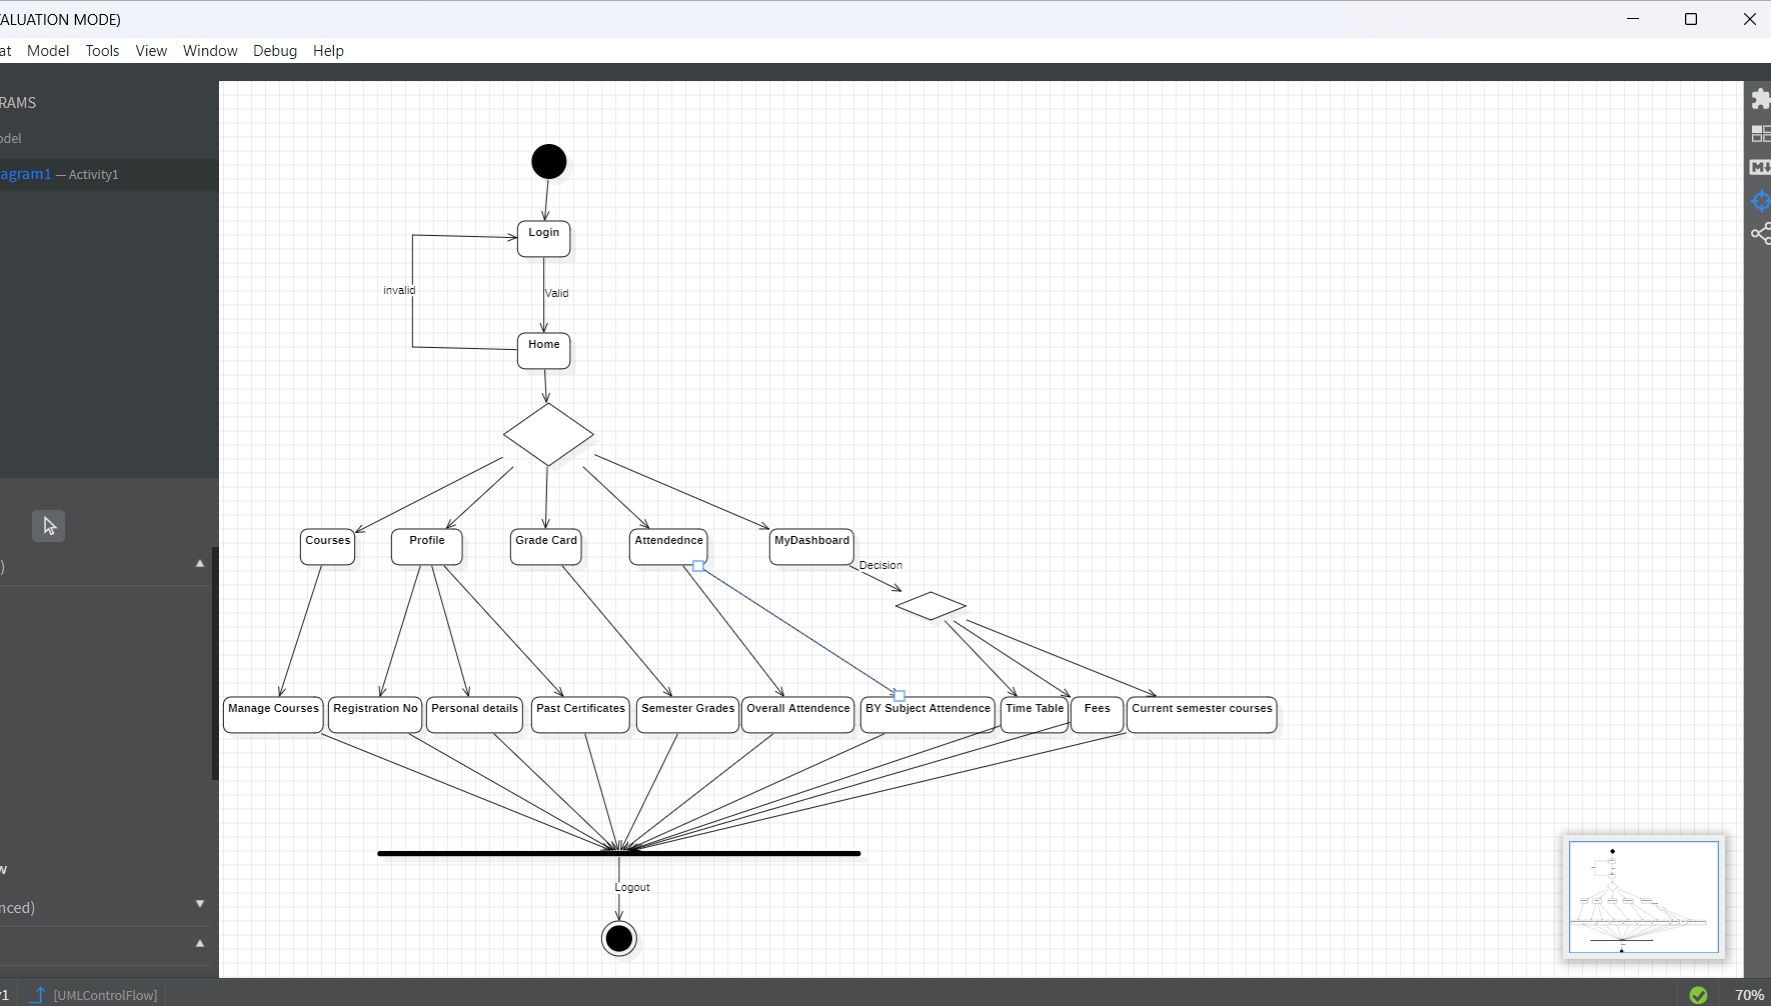 ALUATION MODE)
at Model Tools View Window Debug Help
RAMS
odel
agram1 — Activity1
Login
invalid
Valid
Home
Courses Profile Grade Card Attendednce MyDashboard
Decision
)
Manage Courses Registration No Personal details Past Certificates Semester Grades Overall Attendence BY Subject Attendence Time Table Fees Current semester courses
w
Logout
nced)
1 [UMLControlFlow] 70%